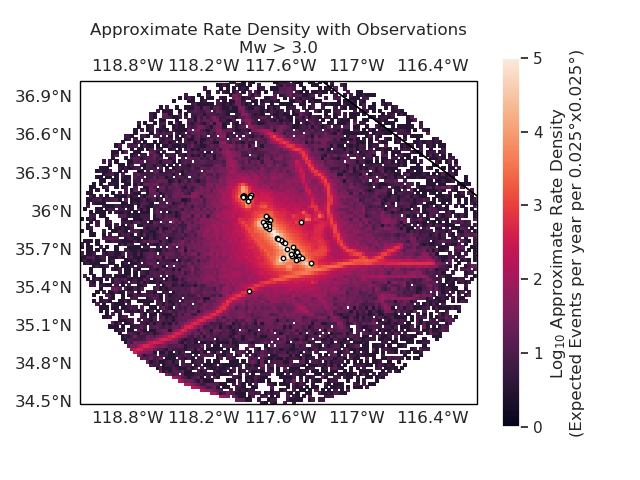 Approximate Rate Density with Observations
Mw > 3.0
118.8°W 118.2°W 117.6°W 117°W 116.4°W
36.9°N
36.6°N
36.3°N
36°N
35.7°N
35.4°N
35.1°N
34.8°N
34.5°N
118.8°W 118.2°W 117.6°W 117°W 116.4°W
5
4
3
2
1
0
Log₁₀ Approximate Rate Density
(Expected Events per year per 0.025°x0.025°)